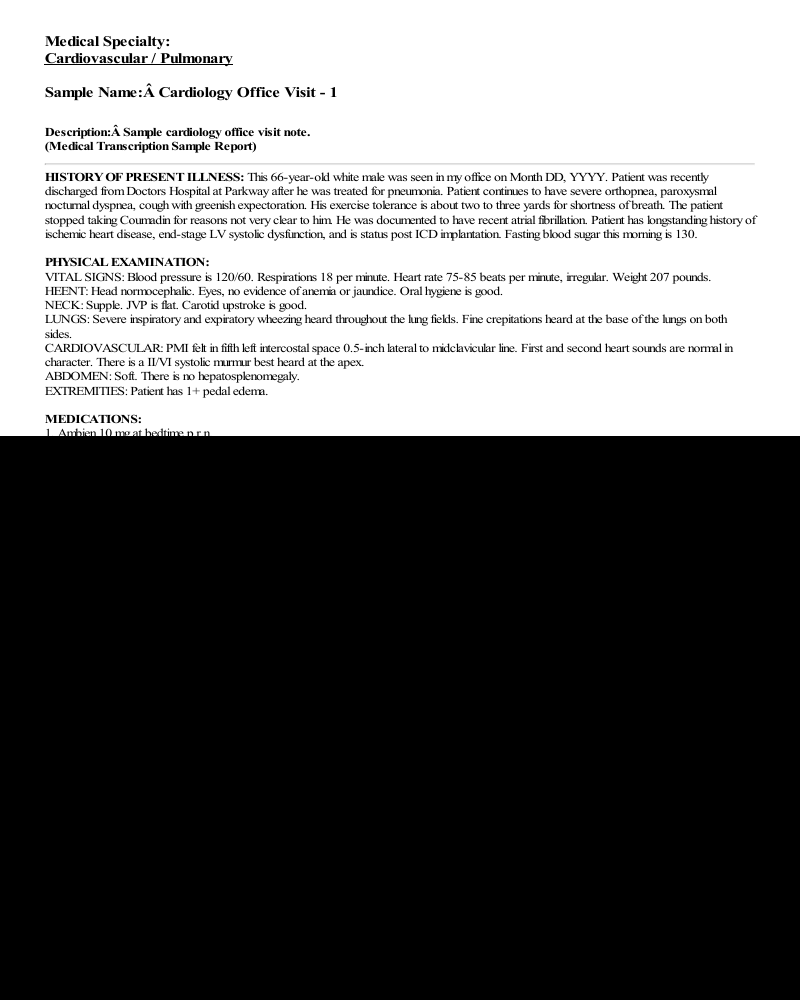 Medical Specialty:
Cardiovascular / Pulmonary
Sample Name:Â Cardiology Office Visit - 1
Description:Â Sample cardiology office visit note.
(Medical Transcription Sample Report)
HISTORY OF PRESENT ILLNESS: This 66-year-old white male was seen in my office on Month DD, YYYY. Patient was recently
discharged from Doctors Hospital at Parkway after he was treated for pneumonia. Patient continues to have severe orthopnea, paroxysmal
nocturnal dyspnea, cough with greenish expectoration. His exercise tolerance is about two to three yards for shortness of breath. The patient
stopped taking Coumadin for reasons not very clear to him. He was documented to have recent atrial fibrillation. Patient has longstanding history of
ischemic heart disease, end-stage LV systolic dysfunction, and is status post ICD implantation. Fasting blood sugar this morning is 130.
PHYSICAL EXAMINATION:
VITAL SIGNS: Blood pressure is 120/60. Respirations 18 per minute. Heart rate 75-85 beats per minute, irregular. Weight 207 pounds.
HEENT: Head normocephalic. Eyes, no evidence of anemia or jaundice. Oral hygiene is good.
NECK: Supple. JVP is flat. Carotid upstroke is good.
LUNGS: Severe inspiratory and expiratory wheezing heard throughout the lung fields. Fine crepitations heard at the base of the lungs on both
sides.
CARDIOVASCULAR: PMI felt in fifth left intercostal space 0.5-inch lateral to midclavicular line. First and second heart sounds are normal in
character. There is a II/VI systolic murmur best heard at the apex.
ABDOMEN: Soft. There is no hepatosplenomegaly.
EXTREMITIES: Patient has 1+ pedal edema.
MEDICATIONS:
1. Ambien 10 mg at bedtime p.r.n.